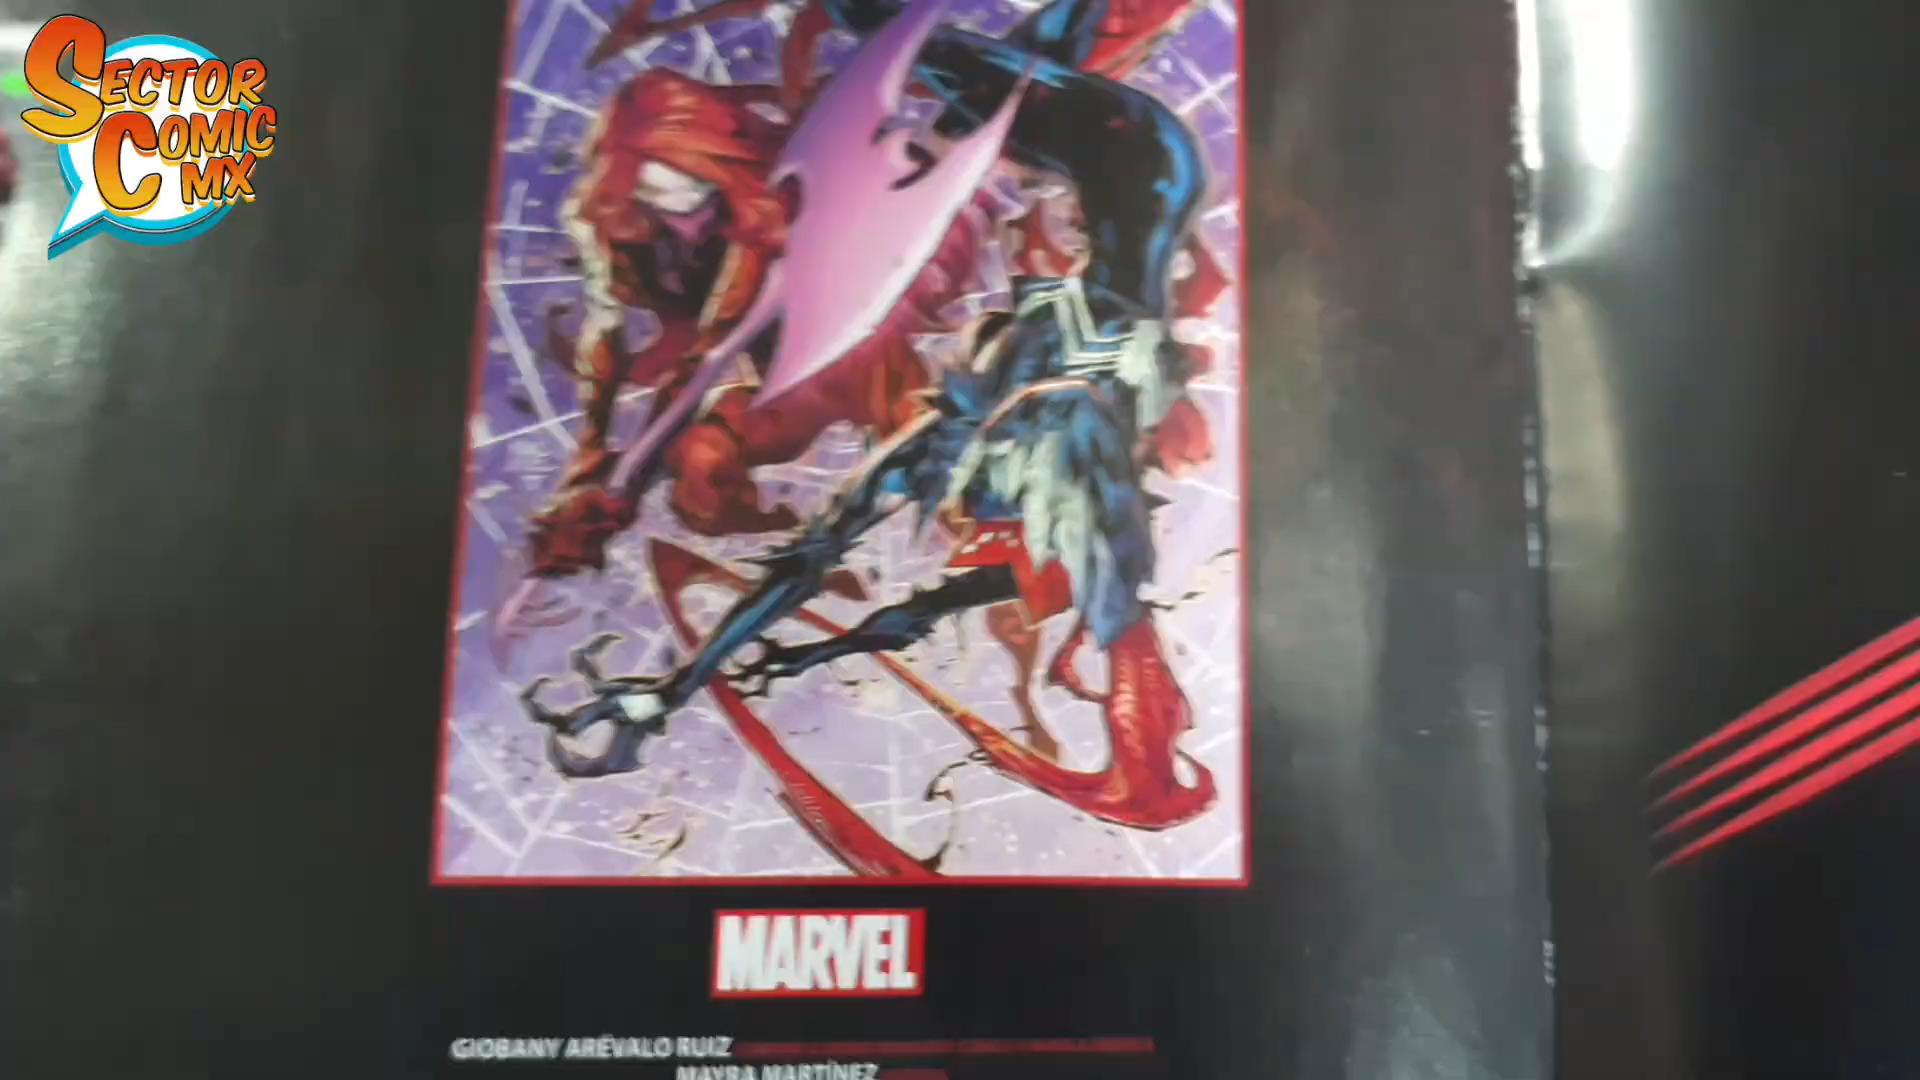 SECTOR
COMIC
MX
MARVEL
GIOBANY ARÉVALO RUIZ
MAYRA MARTÍNEZ